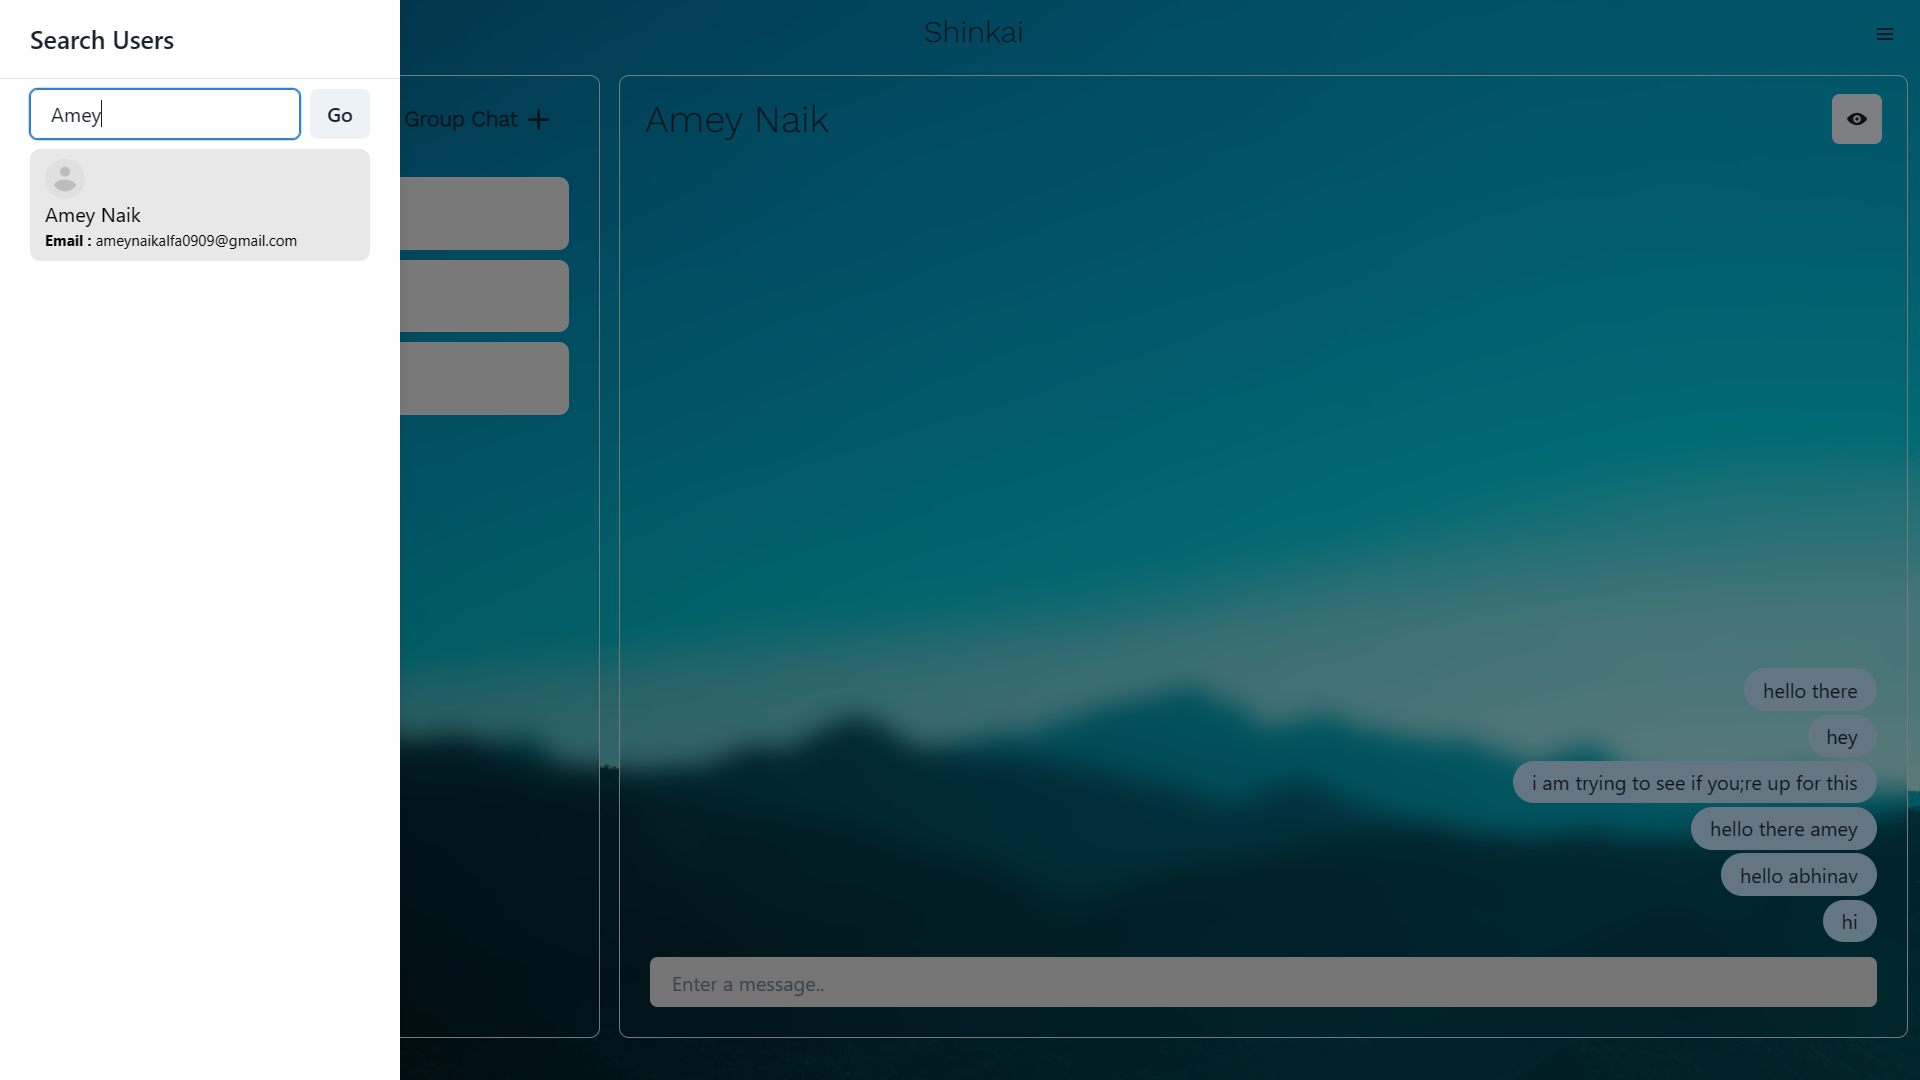 Search Users
Amey
Go
Amey Naik
Email : ameynaikalfa0909@gmail.com
Shinkai
Group Chat
Amey Naik
hello there
hey
i am trying to see if you;re up for this
hello there amey
hello abhinav
hi
Enter a message..